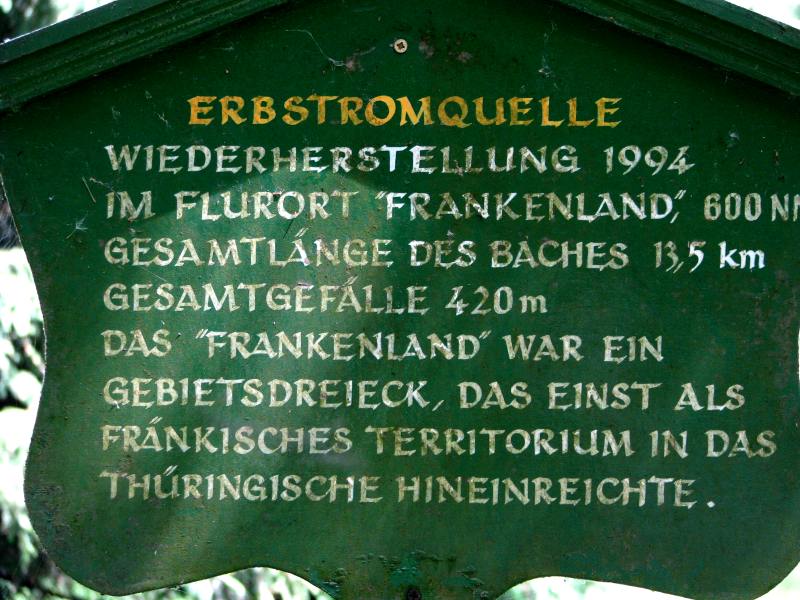 ERBSTROMQUELLE
WIEDERHERSTELLUNG 1994
IM FLURORT "FRANKENLAND", 600 NN
GESAMTLÄNGE DES BACHES 13,5 km
GESAMTGEFÄLLE 420 m
DAS "FRANKENLAND" WAR EIN
GEBIETSDREIECK, DAS EINST ALS
FRÄNKISCHES TERRITORIUM IN DAS
THÜRINGISCHE HINEINREICHTE.